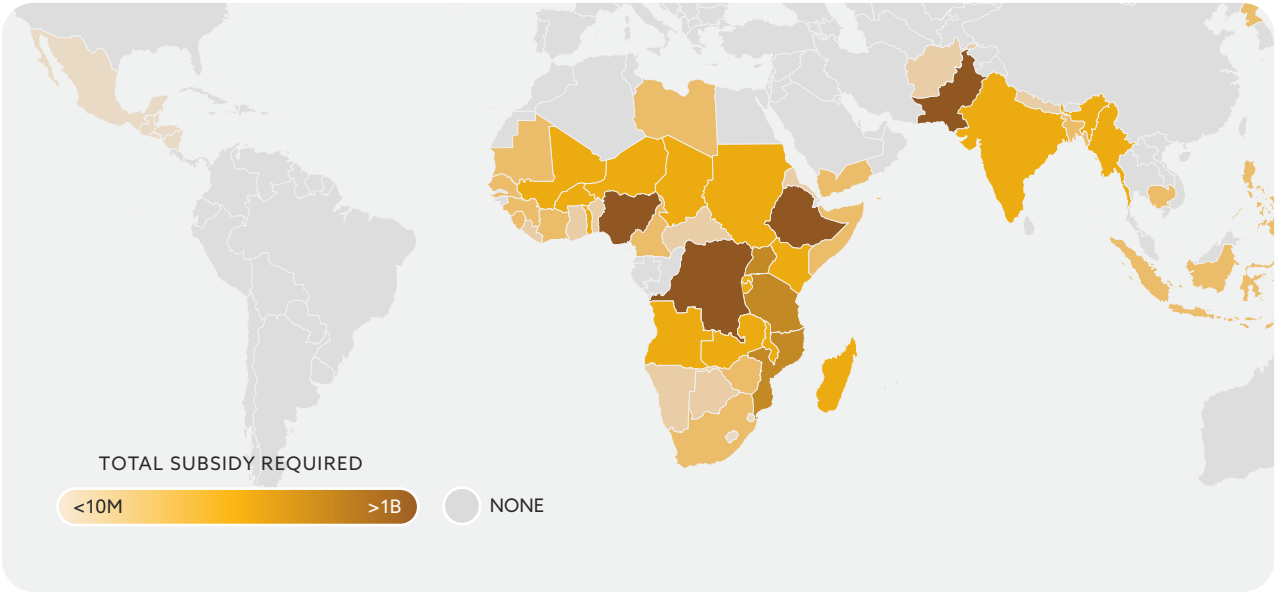 TOTAL SUBSIDY REQUIRED
<10M >1B NONE